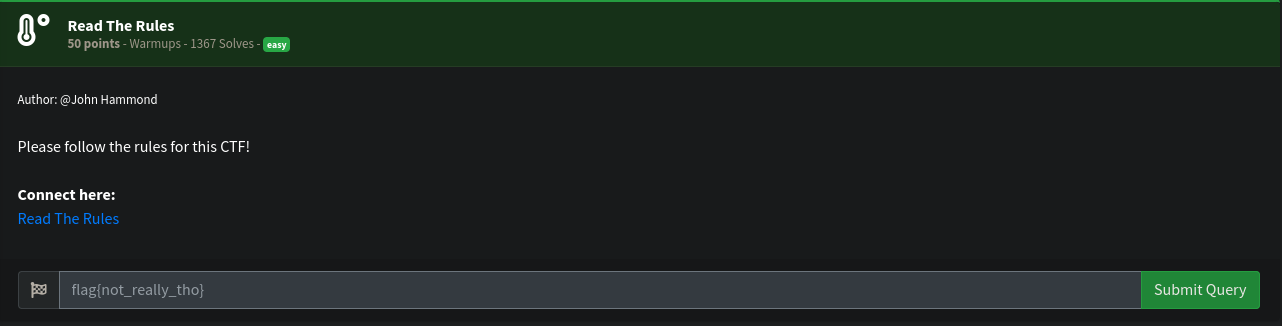 Read The Rules
50 points - Warmups - 1367 Solves - easy
Author: @John Hammond
Please follow the rules for this CTF!
Connect here:
Read The Rules
flag{not_really_tho}
Submit Query